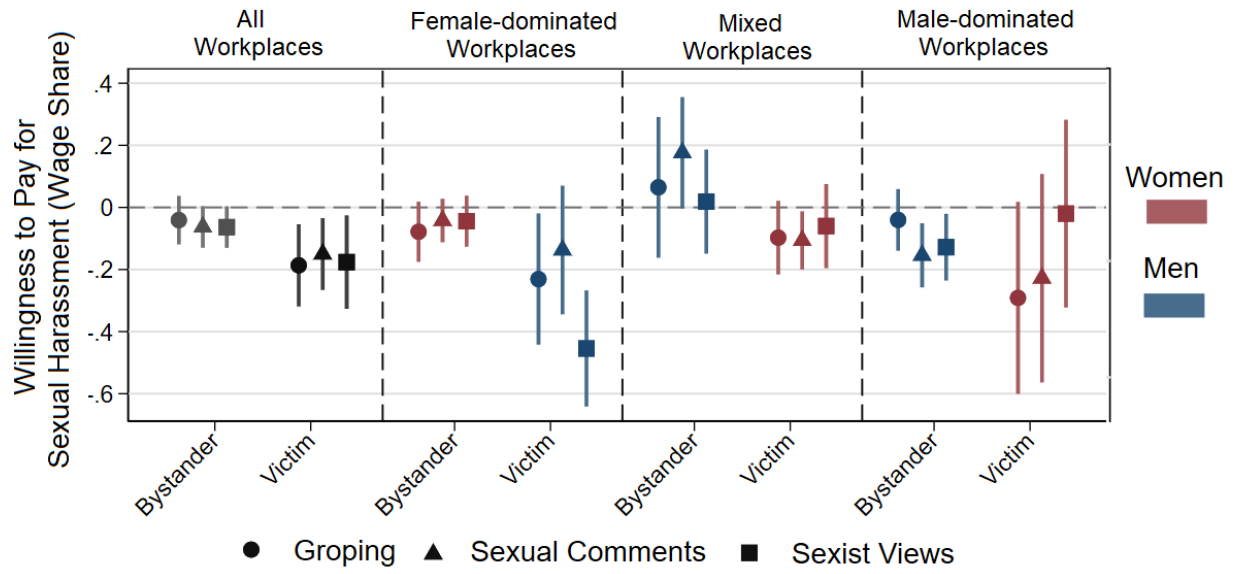 All
Workplaces
Female-dominated
Workplaces
Mixed
Workplaces
Male-dominated
Workplaces
Willingness to Pay for
Sexual Harassment (Wage Share)
.4
.2
0
-.2
-.4
-.6
Bystander
Victim
Bystander
Victim
Bystander
Victim
Bystander
Victim
Women
Men
Groping
Sexual Comments
Sexist Views